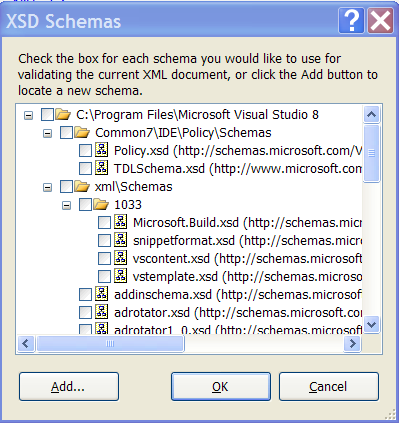 XSD Schemas
Check the box for each schema you would like to use for
validating the current XML document, or click the Add button to
locate a new schema.
C:\Program Files\Microsoft Visual Studio 8
Common7\IDE\Policy\Schemas
Policy.xsd (http://schemas.microsoft.com/V
TDLSchema.xsd (http://www.microsoft.com
xml\Schemas
1033
Microsoft.Build.xsd (http://schemas.micr
snippetformat.xsd (http://schemas.micro
vscontent.xsd (http://schemas.microsof
vstemplate.xsd (http://schemas.microso
addinschema.xsd (http://schemas.microsof
adrotator.xsd (http://schemas.microsoft.co
adrotator1_0.xsd (http://schemas.microsof
Add...
OK
Cancel